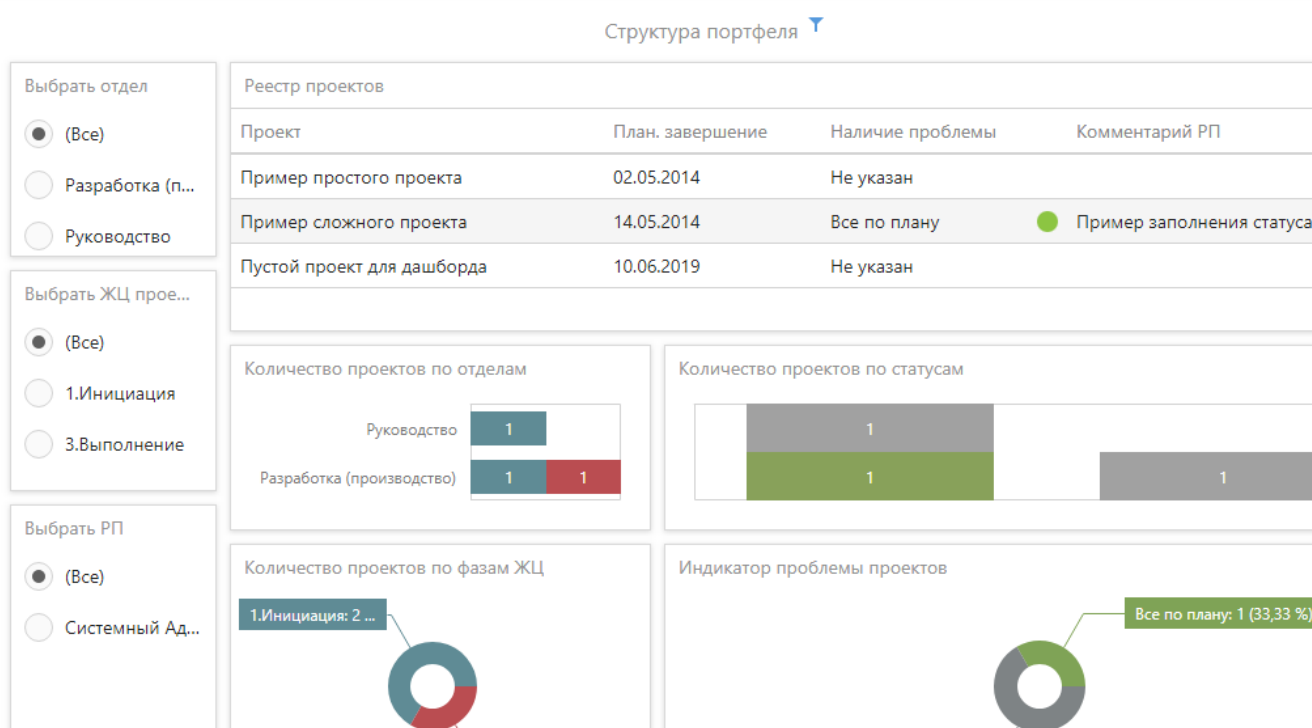 Структура портфеля
Выбрать отдел
(Все)
Разработка (п...
Руководство
Выбрать ЖЦ прое...
(Все)
1.Инициация
3.Выполнение
Выбрать РП
(Все)
Системный Ад...
Реестр проектов
Проект План. завершение Наличие проблемы Комментарий РП
Пример простого проекта 02.05.2014 Не указан
Пример сложного проекта 14.05.2014 Все по плану Пример заполнения статуса
Пустой проект для дашборда 10.06.2019 Не указан
Количество проектов по отделам
Руководство 1
Разработка (производство) 1 1
Количество проектов по статусам
1
1 1
Количество проектов по фазам ЖЦ
1.Инициация: 2 ...
Индикатор проблемы проектов
Все по плану: 1 (33,33 %)